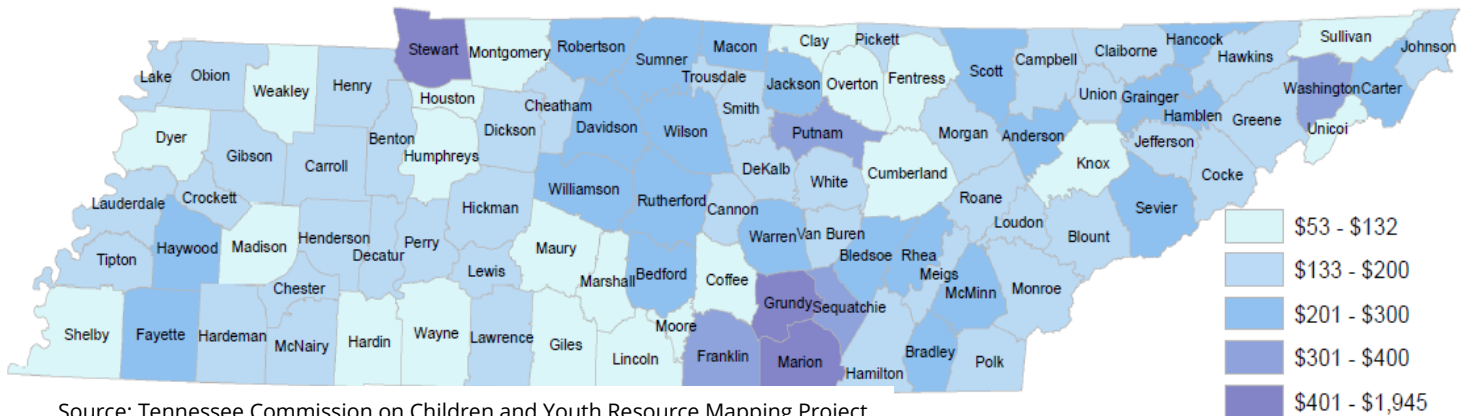 Stewart
Montgomery
Robertson
Sumner
Macon
Clay
Pickett
Scott
Campbell
Claiborne
Hancock
Hawkins
Sullivan
Johnson
Lake
Obion
Weakley
Henry
Houston
Cheatham
Trousdale
Smith
Jackson
Overton
Fentress
Union
Grainger
Hamblen
Greene
Washington
Carter
Unicoi
Dyer
Gibson
Carroll
Benton
Humphreys
Dickson
Davidson
Wilson
Putnam
DeKalb
White
Cumberland
Morgan
Anderson
Knox
Jefferson
Cocke
Lauderdale
Crockett
Haywood
Madison
Henderson
Decatur
Perry
Hickman
Williamson
Rutherford
Cannon
Warren
Van Buren
Bledsoe
Rhea
Roane
Loudon
Blount
Sevier
Tipton
Chester
Lewis
Maury
Marshall
Bedford
Coffee
Grundy
Sequatchie
Meigs
McMinn
Monroe
Shelby
Fayette
Hardeman
McNairy
Hardin
Wayne
Lawrence
Giles
Lincoln
Moore
Franklin
Marion
Hamilton
Bradley
Polk
$53 - $132
$133 - $200
$201 - $300
$301 - $400
$401 - $1,945
Source: Tennessee Commission on Children and Youth Resource Mapping Project